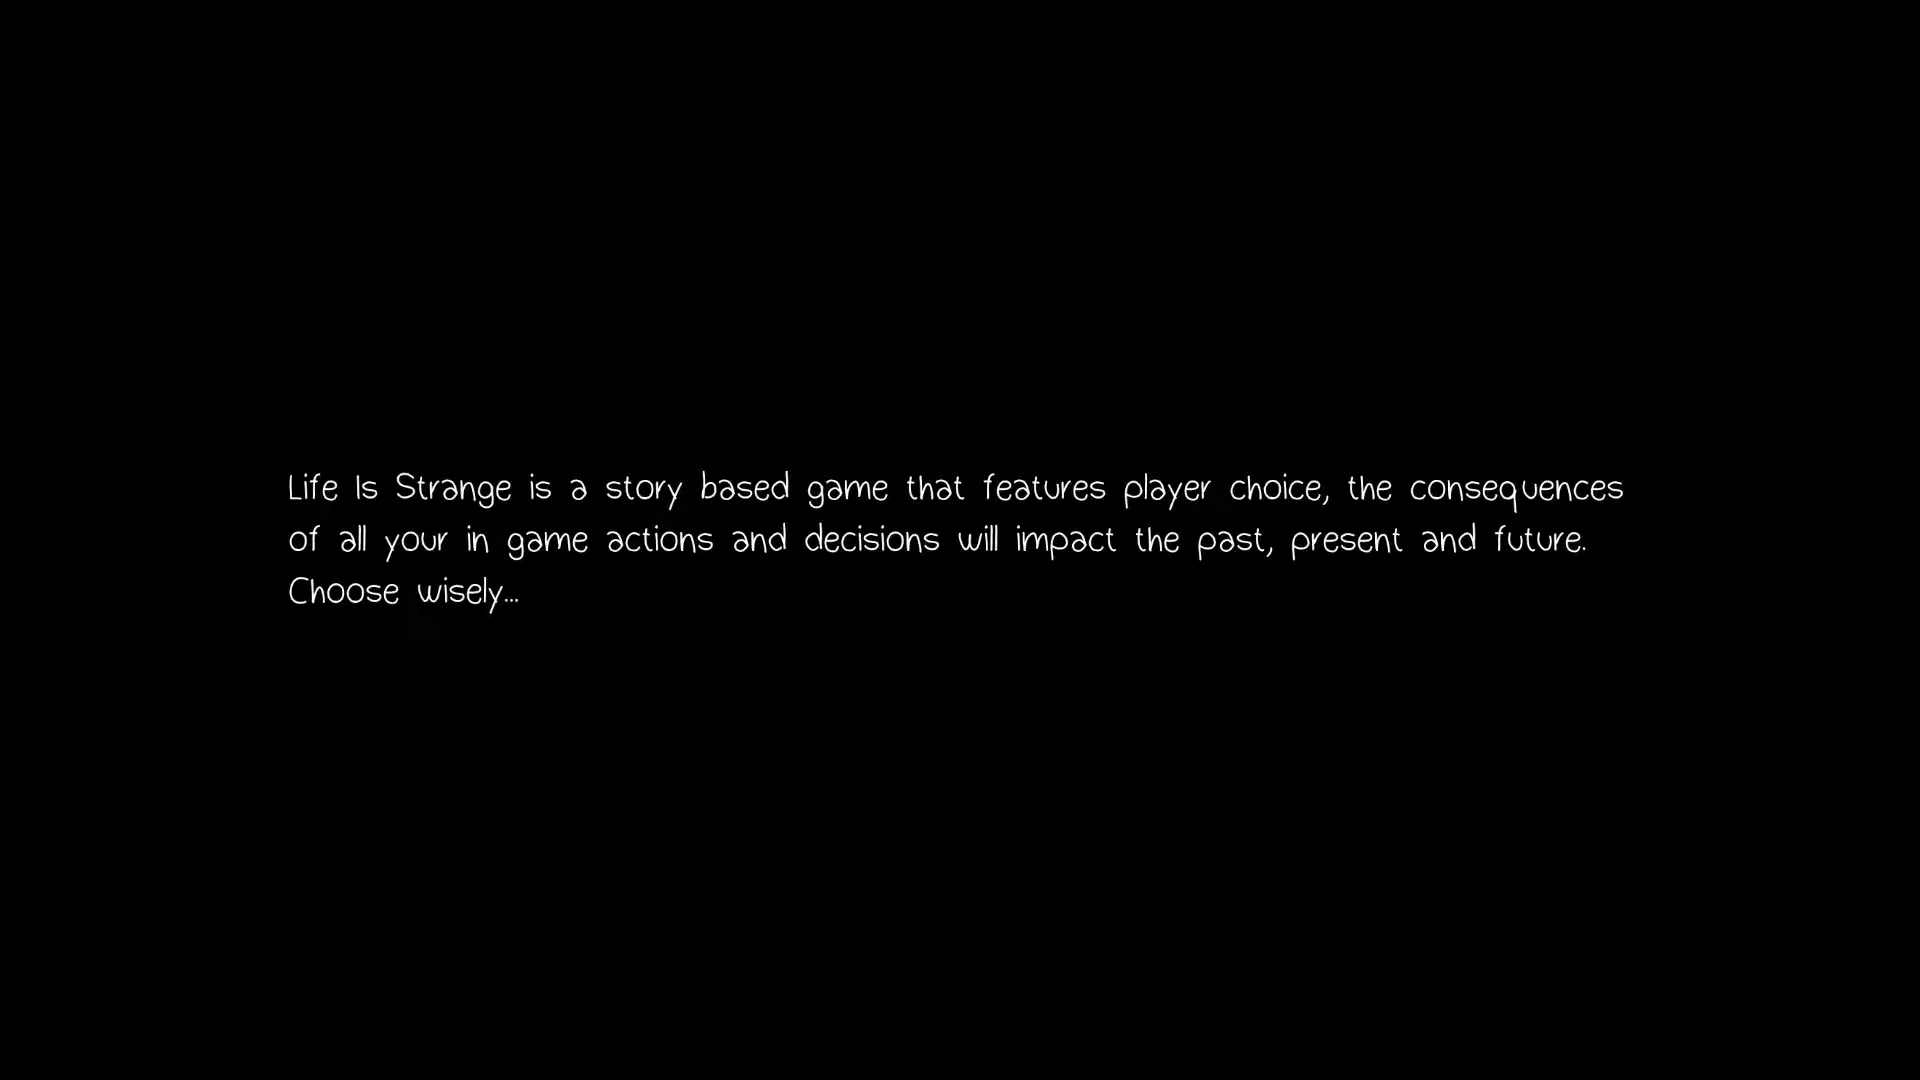 Life Is Strange is a story based game that features player choice, the consequences
of all your in game actions and decisions will impact the past, present and future.
Choose wisely...